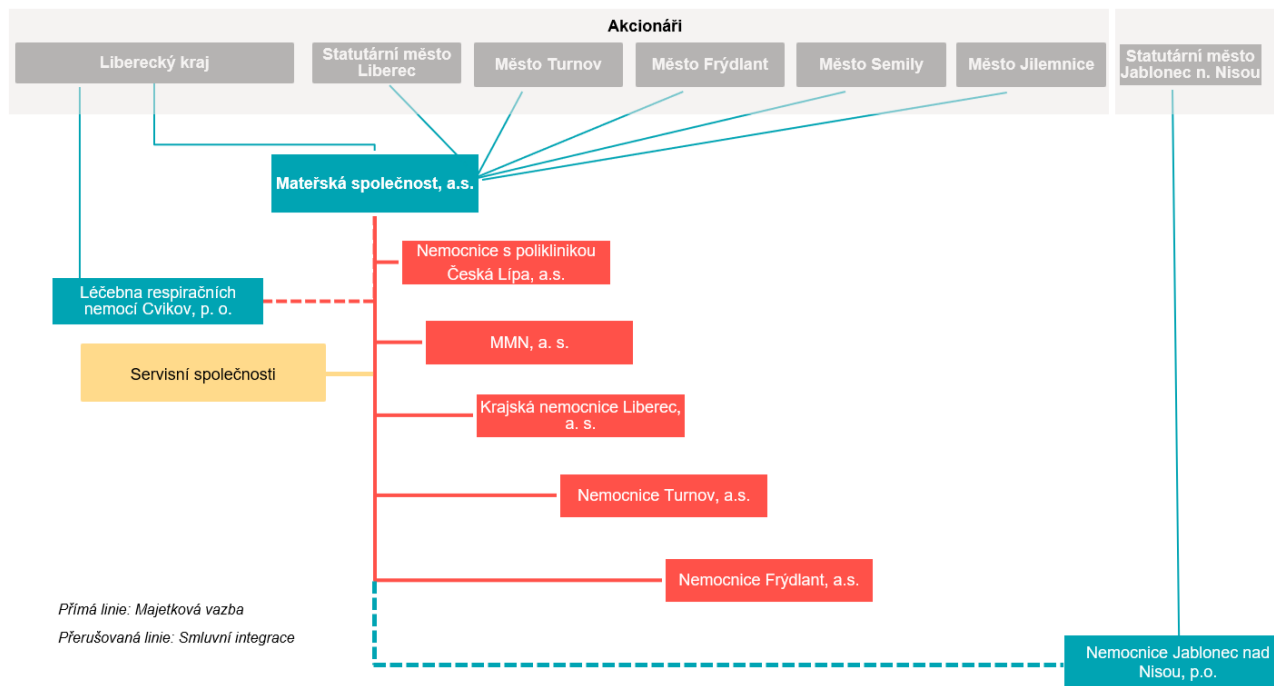 Akcionáři
Liberecký kraj
Statutární město
Liberec
Město Turnov
Město Frýdlant
Město Semily
Město Jilemnice
Statutární město
Jablonec n. Nisou
Mateřská společnost, a.s.
Nemocnice s poliklinikou
Česká Lípa, a.s.
Léčebna respiračních
nemocí Cvikov, p. o.
MMN, a. s.
Servisní společnosti
Krajská nemocnice Liberec,
a. s.
Nemocnice Turnov, a.s.
Nemocnice Frýdlant, a.s.
Přímá linie: Majetková vazba
Přerušovaná linie: Smluvní integrace
Nemocnice Jablonec nad
Nisou, p.o.